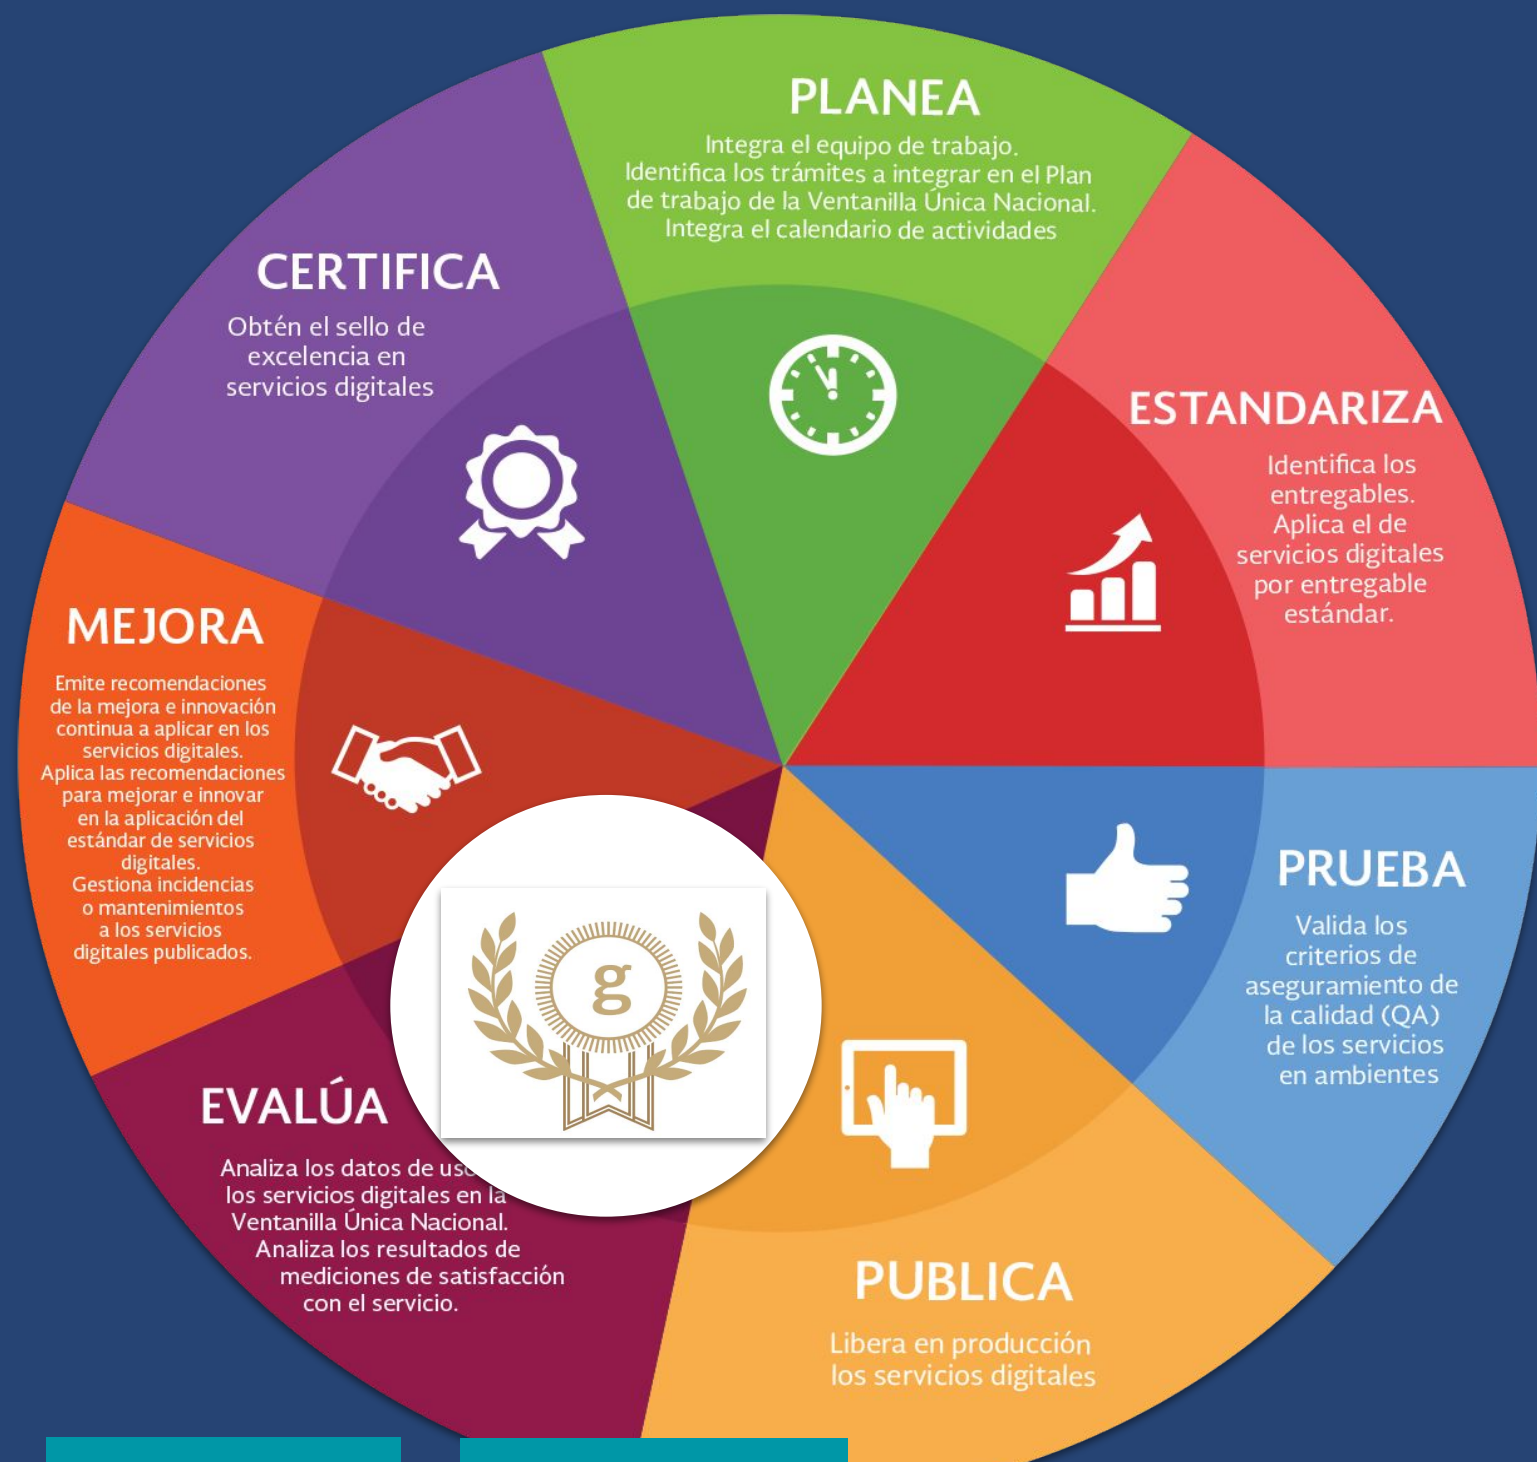 PLANEA
Integra el equipo de trabajo.
Identifica los trámites a integrar en el Plan
de trabajo de la Ventanilla Única Nacional.
Integra el calendario de actividades
ESTANDARIZA
Identifica los
entregables.
Aplica el de
servicios digitales
por entregable
estándar.
PRUEBA
Valida los
criterios de
aseguramiento de
la calidad (QA)
de los servicios
en ambientes
PUBLICA
Libera en producción
los servicios digitales
EVALÚA
Analiza los datos de uso
los servicios digitales en la
Ventanilla Única Nacional.
Analiza los resultados de
mediciones de satisfacción
con el servicio.
MEJORA
Emite recomendaciones
de la mejora e innovación
continua a aplicar en los
servicios digitales.
Aplica las recomendaciones
para mejorar e innovar
en la aplicación del
estándar de servicios
digitales.
Gestiona incidencias
o mantenimientos
a los servicios
digitales publicados.
CERTIFICA
Obtén el sello de
excelencia en
servicios digitales
g